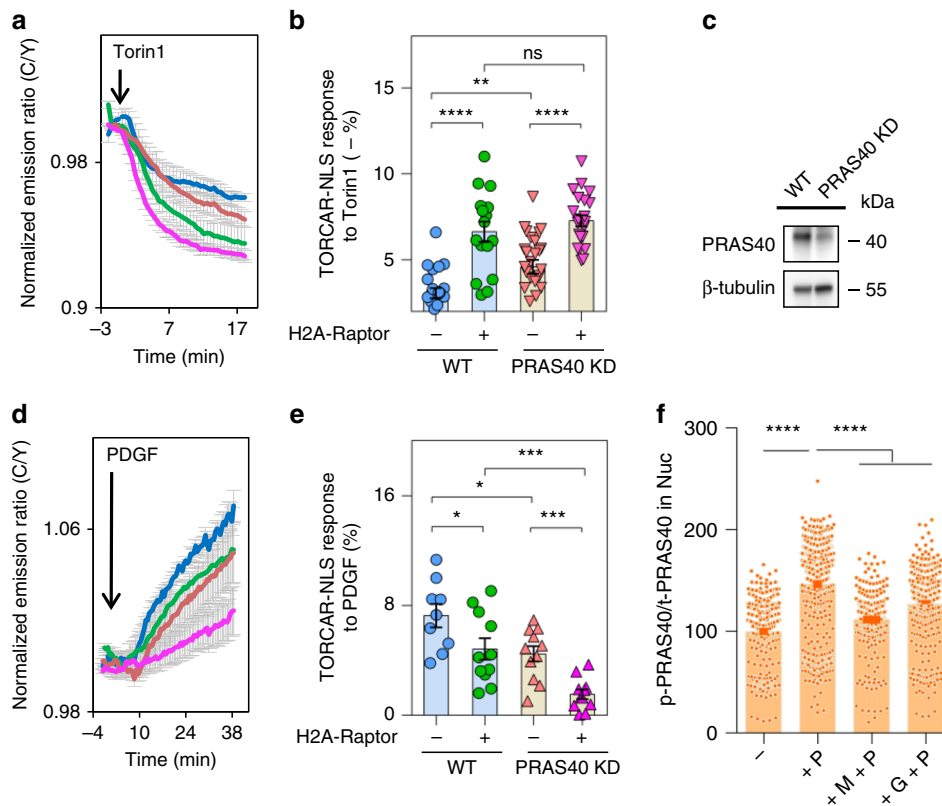 a
Torin1
Normalized emission ratio (C/Y)
0.98
0.9
–3 7 17
Time (min)
b
TORCAR-NLS response
to Torin1 ( – %)
15
10
5
ns
**
**** ****
H2A-Raptor – + – +
WT PRAS40 KD
c
WT PRAS40 KD
kDa
PRAS40 – 40
β-tubulin – 55
d
PDGF
Normalized emission ratio (C/Y)
1.06
0.98
–4 10 24 38
Time (min)
e
TORCAR-NLS response
to PDGF (%)
16
8
0
***
*
* ***
H2A-Raptor – + – +
WT PRAS40 KD
f
p-PRAS40/t-PRAS40 in Nuc
300
200
100
0
**** ****
– + P + M + P + G + P